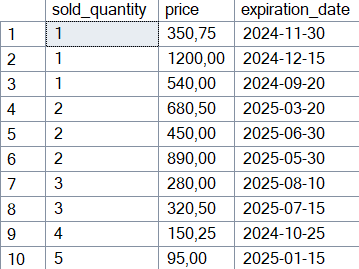 sold_quantity price expiration_date
1 1 350,75 2024-11-30
2 1 1200,00 2024-12-15
3 1 540,00 2024-09-20
4 2 680,50 2025-03-20
5 2 450,00 2025-06-30
6 2 890,00 2025-05-30
7 3 280,00 2025-08-10
8 3 320,50 2025-07-15
9 4 150,25 2024-10-25
10 5 95,00 2025-01-15